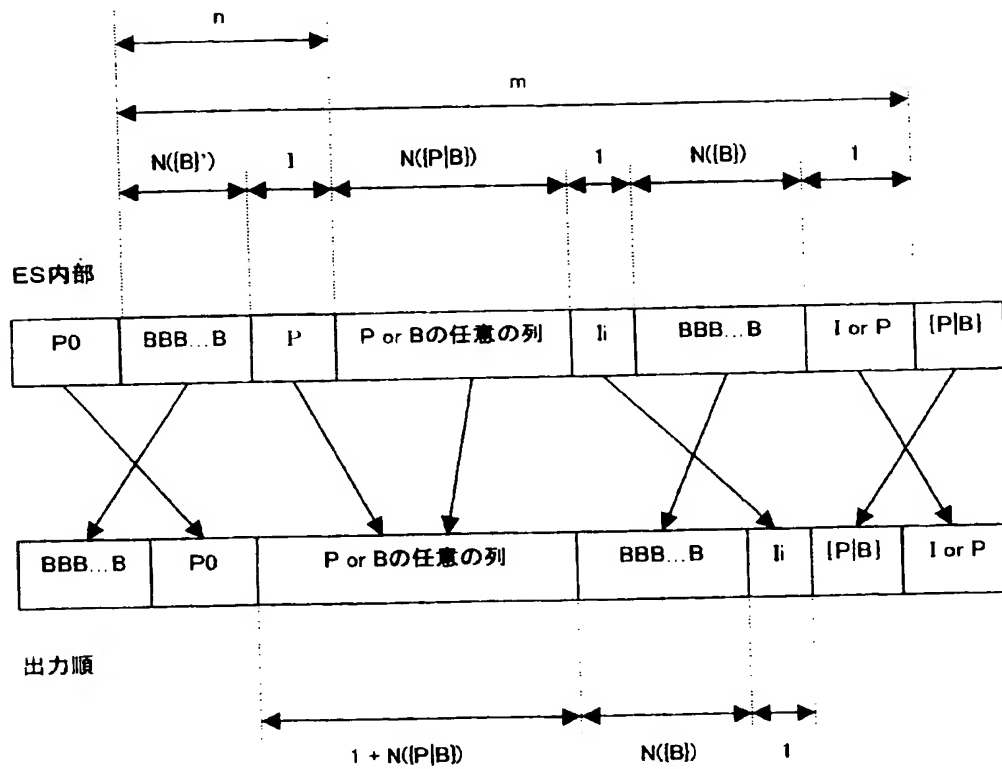 n
m
N({B}') 1 N({P|B}) 1 N({B}) 1
ES内部
P0 BBB...B P P or Bの任意の列 Ii BBB...B I or P {P|B}
BBB...B P0 P or Bの任意の列 BBB...B Ii {P|B} I or P
出力順
1 + N({P|B}) N({B}) 1